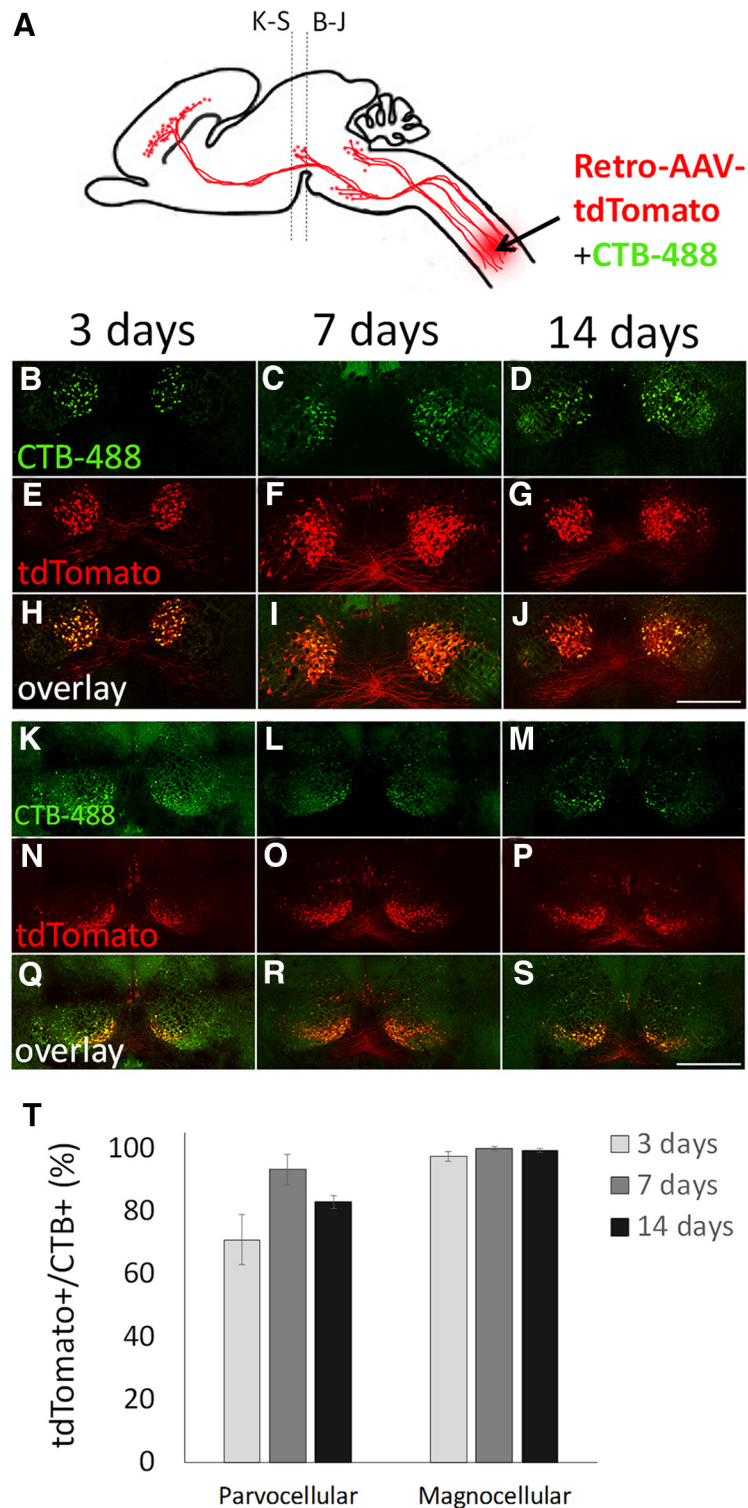 A
K-S B-J
Retro-AAV-
tdTomato
+CTB-488
3 days 7 days 14 days
B C D
CTB-488
E F G
tdTomato
H I J
overlay
K L M
CTB-488
N O P
tdTomato
Q R S
overlay
T
tdTomato+/CTB+ (%)
100
80
60
40
20
0
3 days
7 days
14 days
Parvocellular Magnocellular